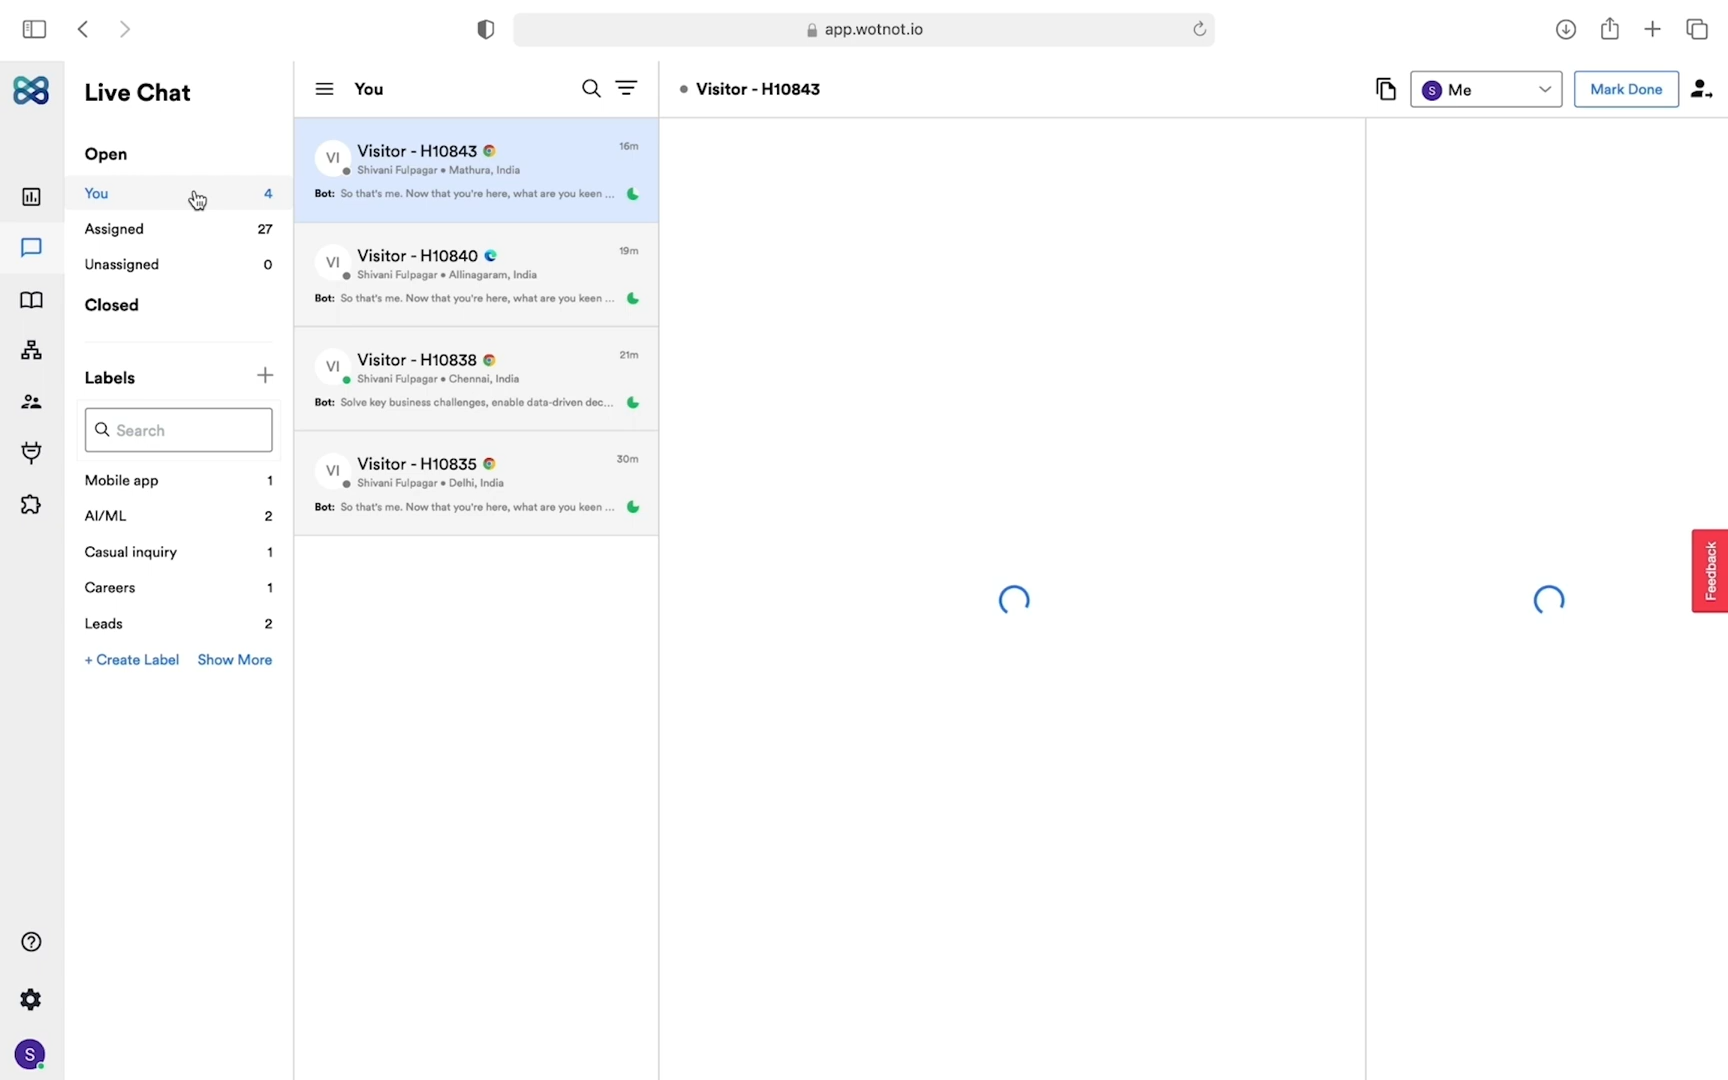 app.wotnot.io
Live Chat
Open
You 4
Assigned 27
Unassigned 0
Closed
Labels
Search
Mobile app 1
AI/ML 2
Casual inquiry 1
Careers 1
Leads 2
+ Create Label Show More
S
You
VI
Visitor - H10843 16m
Shivani Fulpagar • Mathura, India
Bot: So that's me. Now that you're here, what are you keen ...
VI
Visitor - H10840 19m
Shivani Fulpagar • Allinagaram, India
Bot: So that's me. Now that you're here, what are you keen ...
VI
Visitor - H10838 21m
Shivani Fulpagar • Chennai, India
Bot: Solve key business challenges, enable data-driven dec...
VI
Visitor - H10835 30m
Shivani Fulpagar • Delhi, India
Bot: So that's me. Now that you're here, what are you keen ...
Visitor - H10843
S Me
Mark Done
Feedback